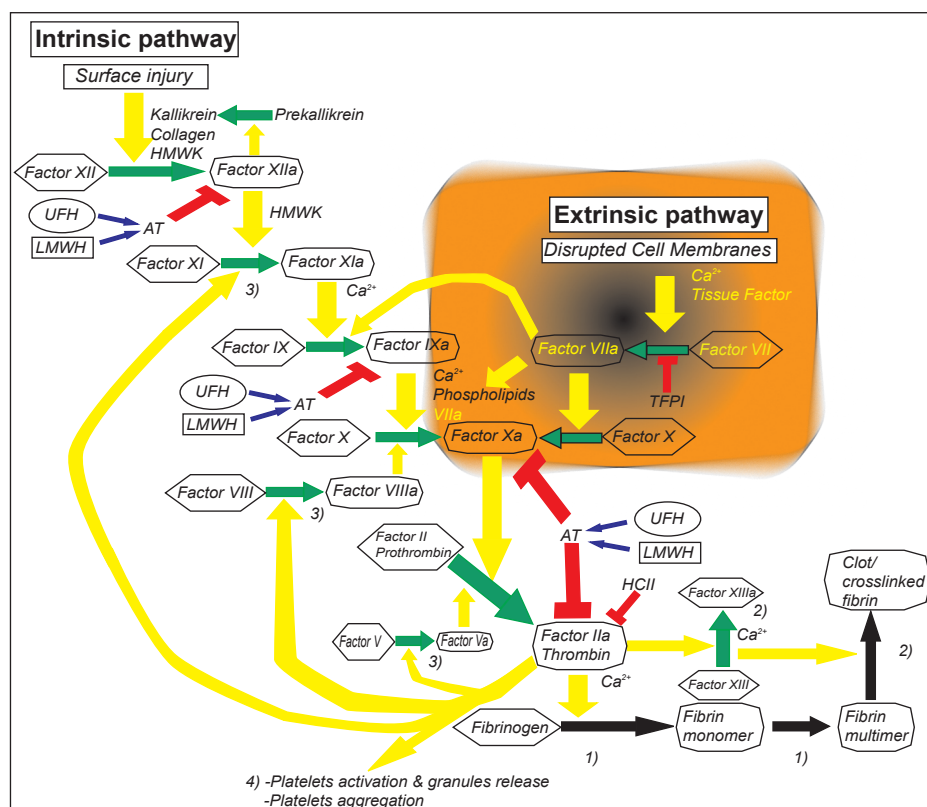 Intrinsic pathway
Surface injury
Kallikrein
Prekallikrein
Collagen
HMWK
Factor XII
Factor XIIa
UFH
LMWH
AT
HMWK
Extrinsic pathway
Disrupted Cell Membranes
Factor XI
Factor XIa
3)
Ca²⁺
Ca²⁺
Tissue Factor
Factor IX
Factor IXa
Factor VIIa
Factor VII
UFH
LMWH
AT
Ca²⁺
Phospholipids
VIIa
TFPI
Factor X
Factor Xa
Factor X
Factor VIII
Factor VIIIa
3)
Factor II
Prothrombin
AT
UFH
LMWH
HCII
Factor XIIIa
2)
Ca²⁺
Clot/
crosslinked
fibrin
2)
Factor V
Factor Va
3)
Factor IIa
Thrombin
Ca²⁺
Factor XIII
Fibrinogen
1)
Fibrin
monomer
1)
Fibrin
multimer
4) -Platelets activation & granules release
-Platelets aggregation